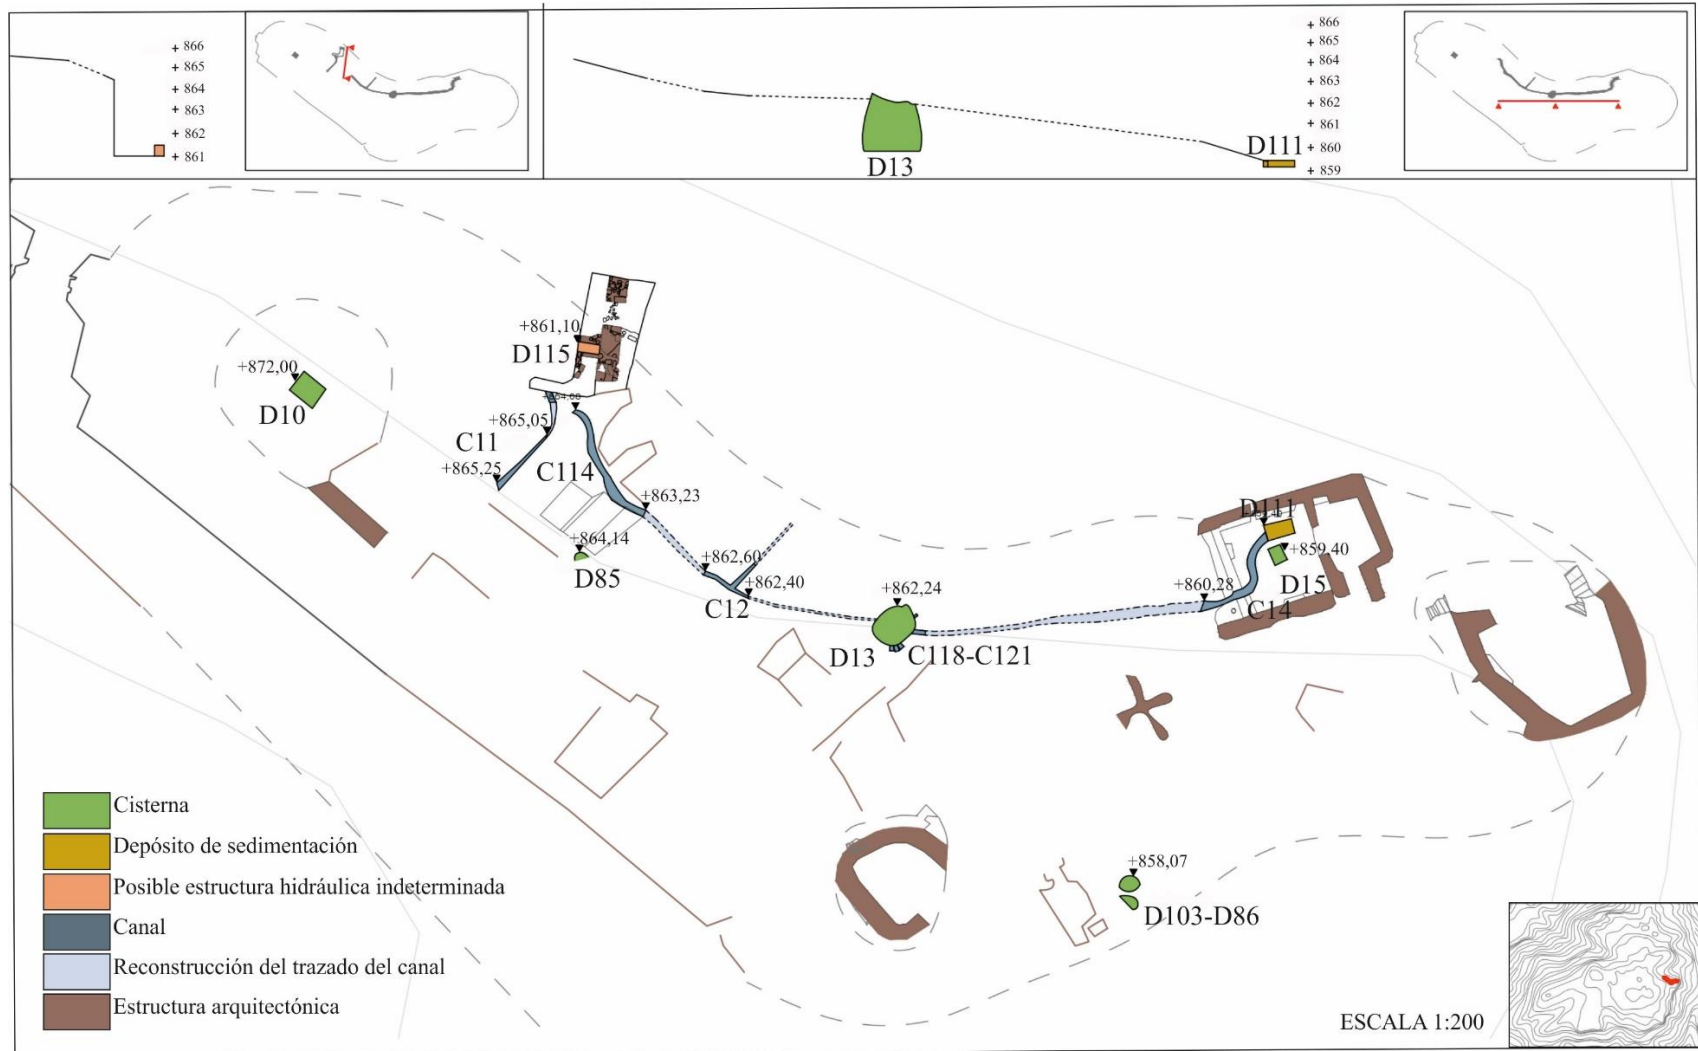 866
865
864
863
862
861
D13
D111
866
865
864
863
862
861
860
859
+861,10
D115
+872,00
D10
+865,05
C11
+865,25
C114
+863,23
+864,14
D85
+862,60
+862,40
C12
+862,24
D13
C118-C121
D111
+859,40
D15
+860,28
C14
+858,07
D103-D86
Cisterna
Depósito de sedimentación
Posible estructura hidráulica indeterminada
Canal
Reconstrucción del trazado del canal
Estructura arquitectónica
ESCALA 1:200